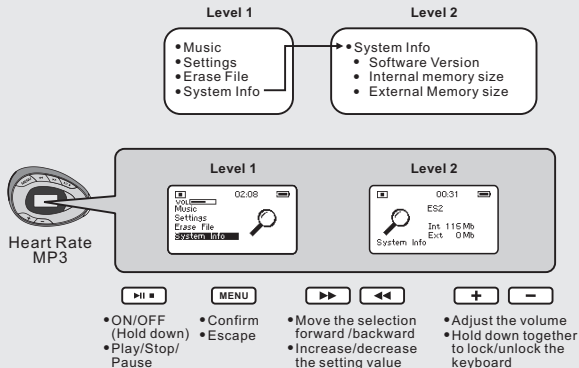 Level 1
Level 2
•Music
•Settings
•Erase File
•System Info
•System Info
• Software Version
• Internal memory size
• External Memory size
Level 1
Level 2
02:08
VOL
Music
Settings
Erase File
System Info
00:31
ES2
Int 116Mb
Ext 0Mb
System Info
MENU
Heart Rate
MP3
MENU
+
−
•ON/OFF
(Hold down)
•Play/Stop/
Pause
•Confirm
•Escape
•Move the selection
forward /backward
•Increase/decrease
the setting value
•Adjust the volume
•Hold down together
to lock/unlock the
keyboard